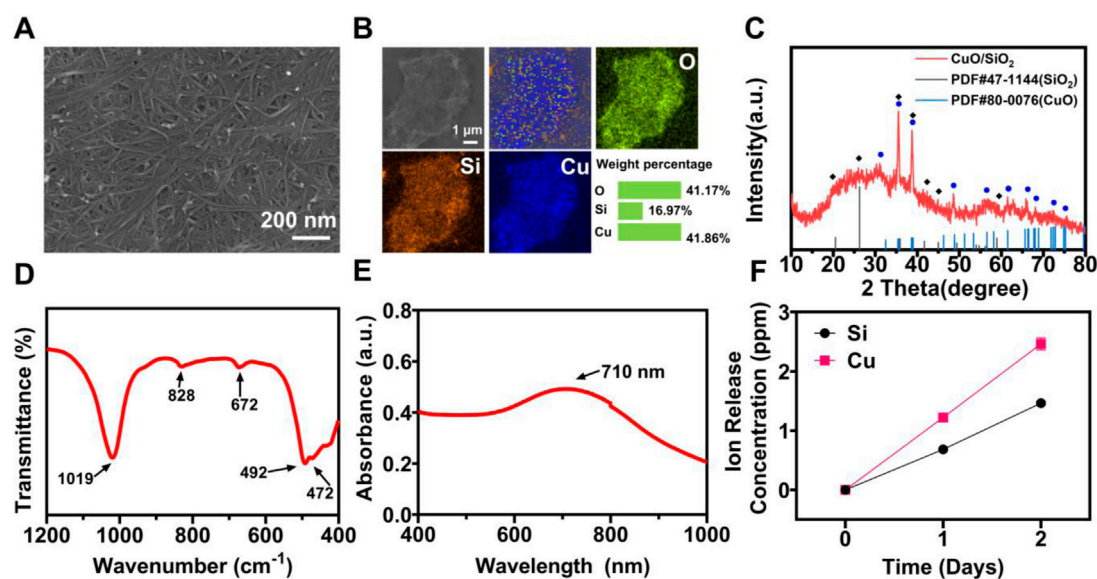 A
200 nm
B
1 µm
O
Si
Cu
Weight percentage
O 41.17%
Si 16.97%
Cu 41.86%
C
Intensity(a.u.)
CuO/SiO₂
PDF#47-1144(SiO₂)
PDF#80-0076(CuO)
10 20 30 40 50 60 70 80
2 Theta(degree)
D
Transmittance (%)
1019
828
672
492
472
1200 1000 800 600 400
Wavenumber (cm⁻¹)
E
Absorbance (a.u.)
0.8
0.6
0.4
0.2
0.0
710 nm
400 600 800 1000
Wavelength (nm)
F
Ion Release
Concentration (ppm)
3
2
1
0
Si
Cu
0 1 2
Time (Days)